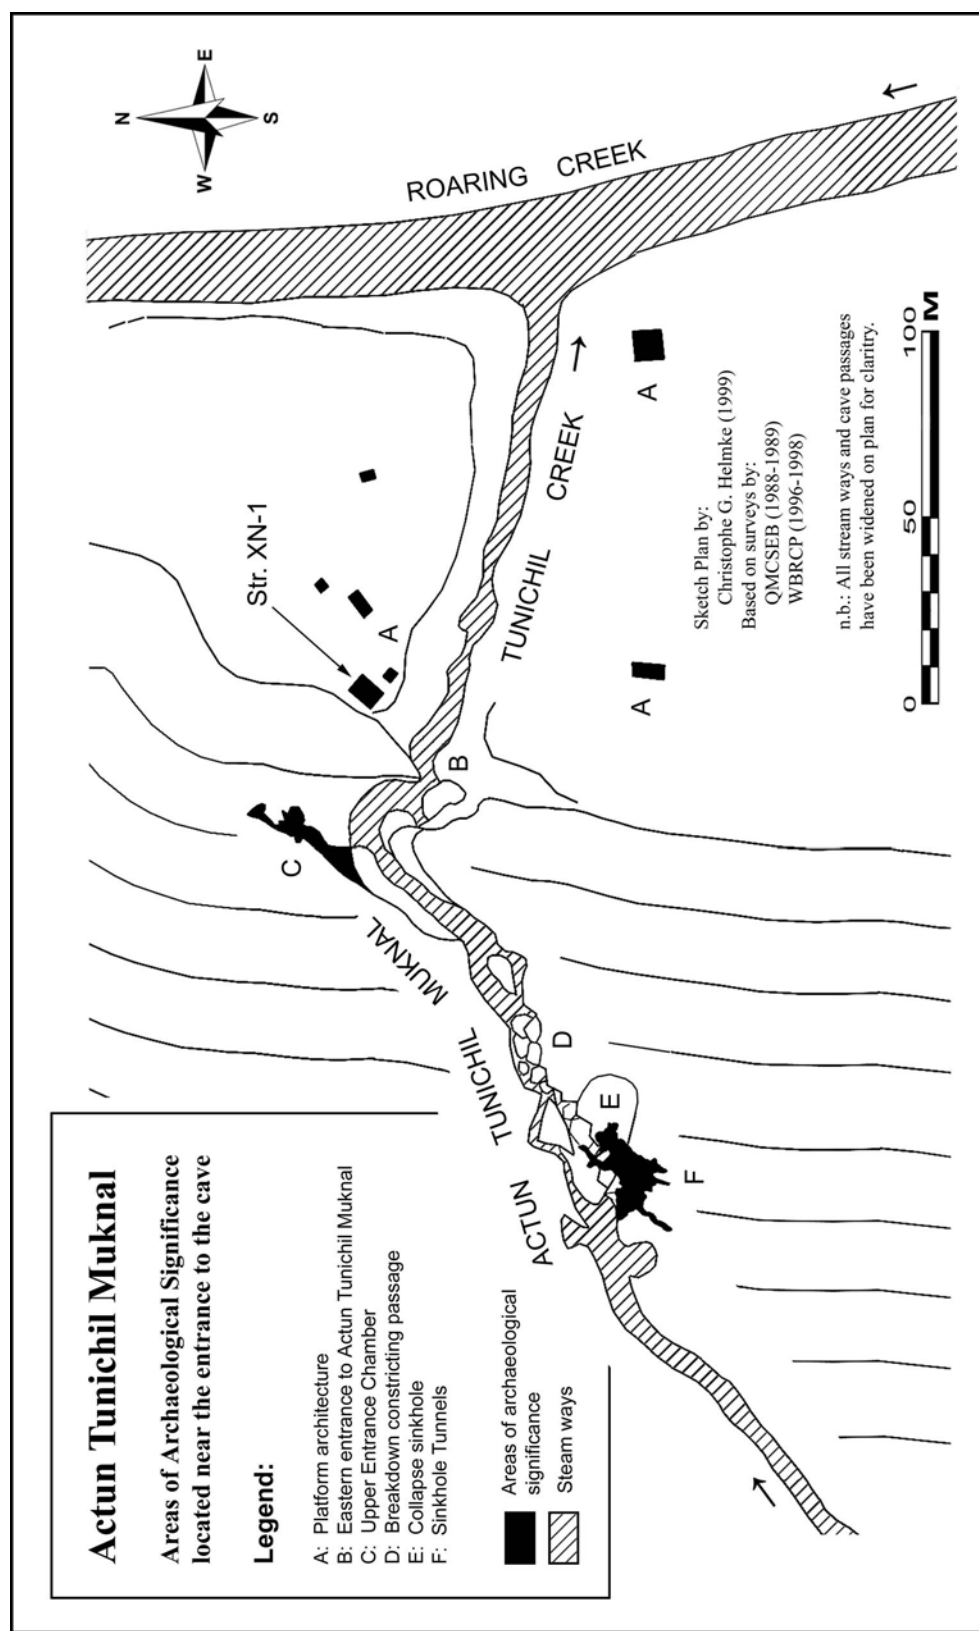 Actun Tunichil Muknal
Areas of Archaeological Significance
located near the entrance to the cave
Legend:
A: Platform architecture
B: Eastern entrance to Actun Tunichil Muknal
C: Upper Entrance Chamber
D: Breakdown constricting passage
E: Collapse sinkhole
F: Sinkhole Tunnels
Areas of archaeological
significance
Steam ways
N
E
S
W
ROARING CREEK
Str. XN-1
A
C
B
TUNICHIL CREEK
ACTUN TUNICHIL MUKNAL
D
E
F
A
A
Sketch Plan by:
Christophe G. Helmke (1999)
Based on surveys by:
QMCSEB (1988-1989)
WBRCP (1996-1998)
n.b.: All stream ways and cave passages
have been widened on plan for claritry.
0 50 100 M